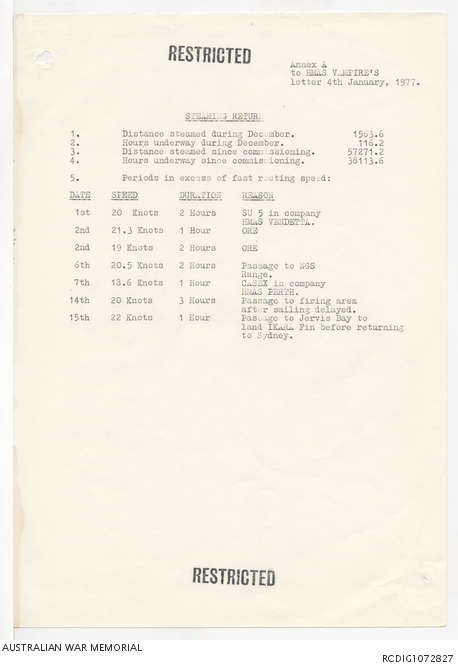 RESTRICTED
Annex A
to HMAS VAMPIRE'S
letter 4th January, 1977.
STEAMING RETURN
1. Distance steamed during December. 1563.6
2. Hours underway during December. 116.2
3. Distance steamed since commissioning. 57271.2
4. Hours underway since commissioning. 38113.6
5. Periods in excess of fast routing speed:
DATE SPEED DURATION REASON
1st 20 Knots 2 Hours SU 5 in company
HMAS VENDETTA.
2nd 21.3 Knots 1 Hour ORE
2nd 19 Knots 2 Hours ORE
6th 20.5 Knots 2 Hours Passage to NGS
Range.
7th 18.6 Knots 1 Hour CASEX in company
HMAS PERTH.
14th 20 Knots 3 Hours Passage to firing area
after sailing delayed.
15th 22 Knots 1 Hour Passage to Jervis Bay to
land IKARA Fin before returning
to Sydney.
RESTRICTED
AUSTRALIAN WAR MEMORIAL RCDIG1072827